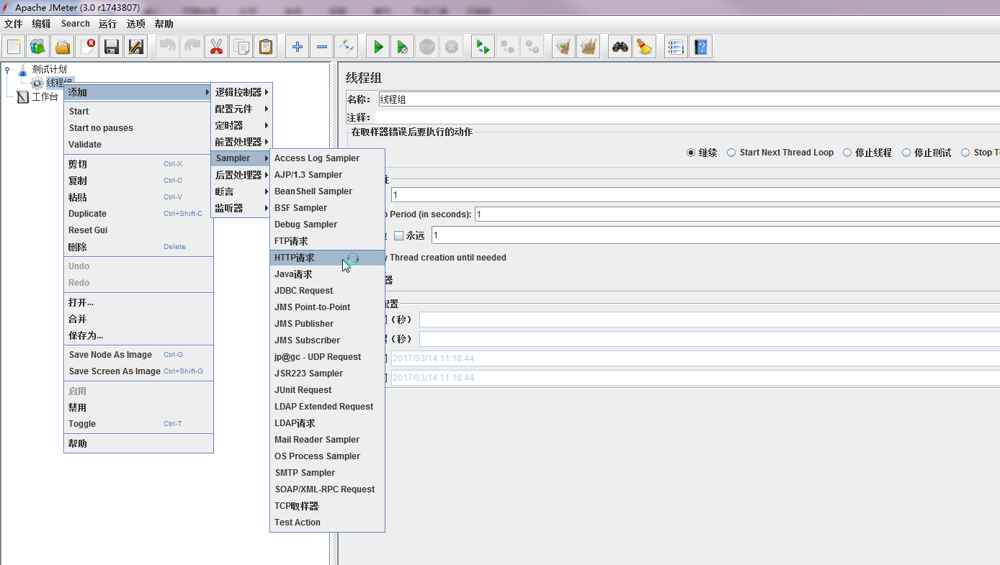 Apache JMeter (3.0 r1743807)
文件 编辑 Search 运行 选项 帮助
测试计划
线程组
工作台
添加
Start
Start no pauses
Validate
剪切 Ctrl-X
复制 Ctrl-C
粘贴 Ctrl-V
Duplicate Ctrl+Shift-C
Reset Gui
删除 Delete
Undo
Redo
打开...
合并
保存为...
Save Node As Image Ctrl-G
Save Screen As Image Ctrl+Shift-G
启用
禁用
Toggle Ctrl-T
帮助
逻辑控制器
配置元件
定时器
前置处理器
Sampler
后置处理器
断言
监听器
Access Log Sampler
AJP/1.3 Sampler
BeanShell Sampler
BSF Sampler
Debug Sampler
FTP请求
HTTP请求
Java请求
JDBC Request
JMS Point-to-Point
JMS Publisher
JMS Subscriber
jp@gc - UDP Request
JSR223 Sampler
JUnit Request
LDAP Extended Request
LDAP请求
Mail Reader Sampler
OS Process Sampler
SMTP Sampler
SOAP/XML-RPC Request
TCP取样器
Test Action
线程组
名称： 线程组
注释：
在取样器错误后要执行的动作
继续 Start Next Thread Loop 停止线程 停止测试 Stop
1
Period (in seconds): 1
永远 1
Thread creation until needed
器
配置
（秒）
（秒）
2017/03/14 11:18:44
2017/03/14 11:18:44
STOP